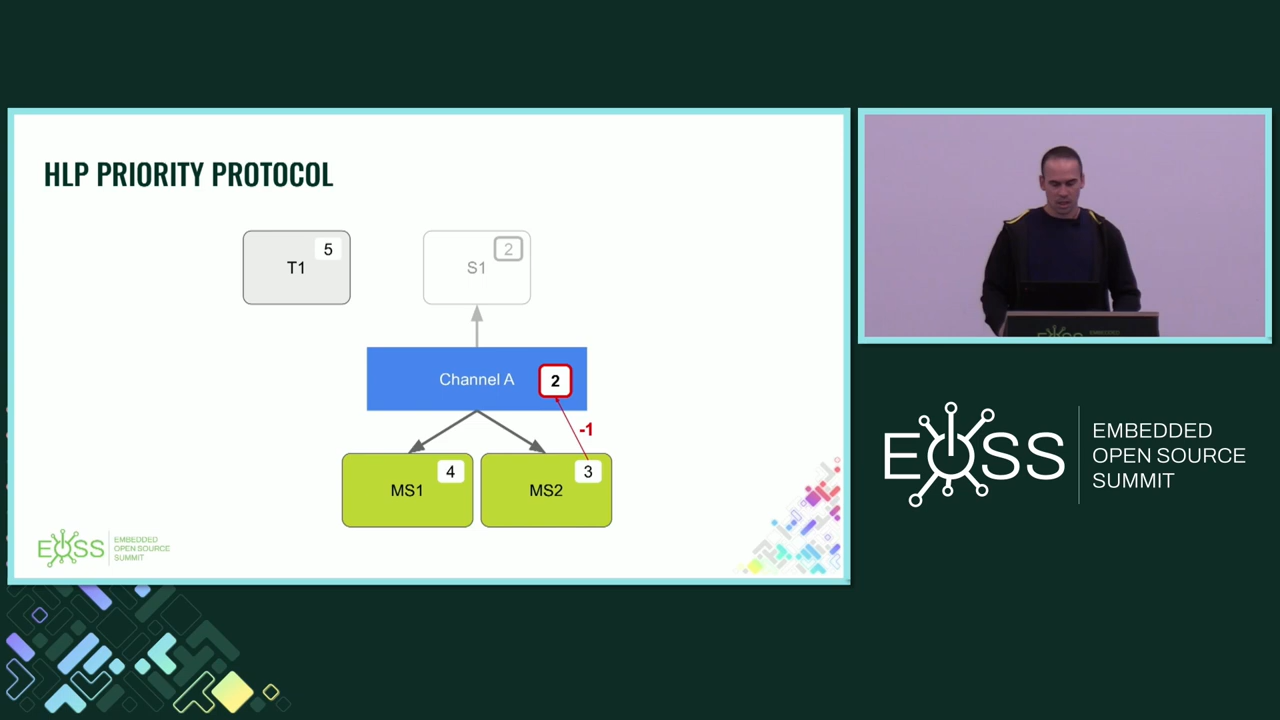 HLP PRIORITY PROTOCOL
T1
5
S1
2
Channel A
2
-1
MS1
4
MS2
3
EOSS
EMBEDDED
OPEN SOURCE
SUMMIT
EOSS
EMBEDDED
OPEN SOURCE
SUMMIT